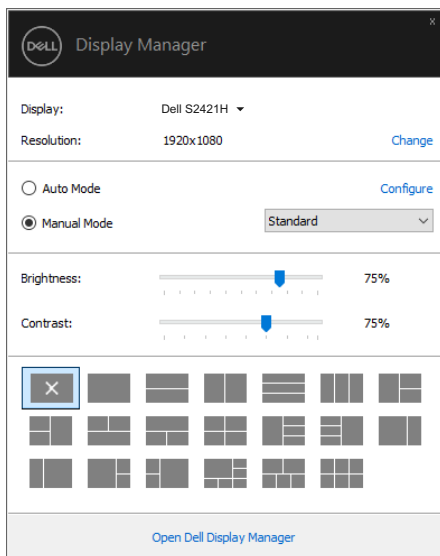 x
DELL Display Manager
Display: Dell S2421H
Resolution: 1920x1080 Change
Auto Mode Configure
Manual Mode Standard
Brightness: 75%
Contrast: 75%
Open Dell Display Manager